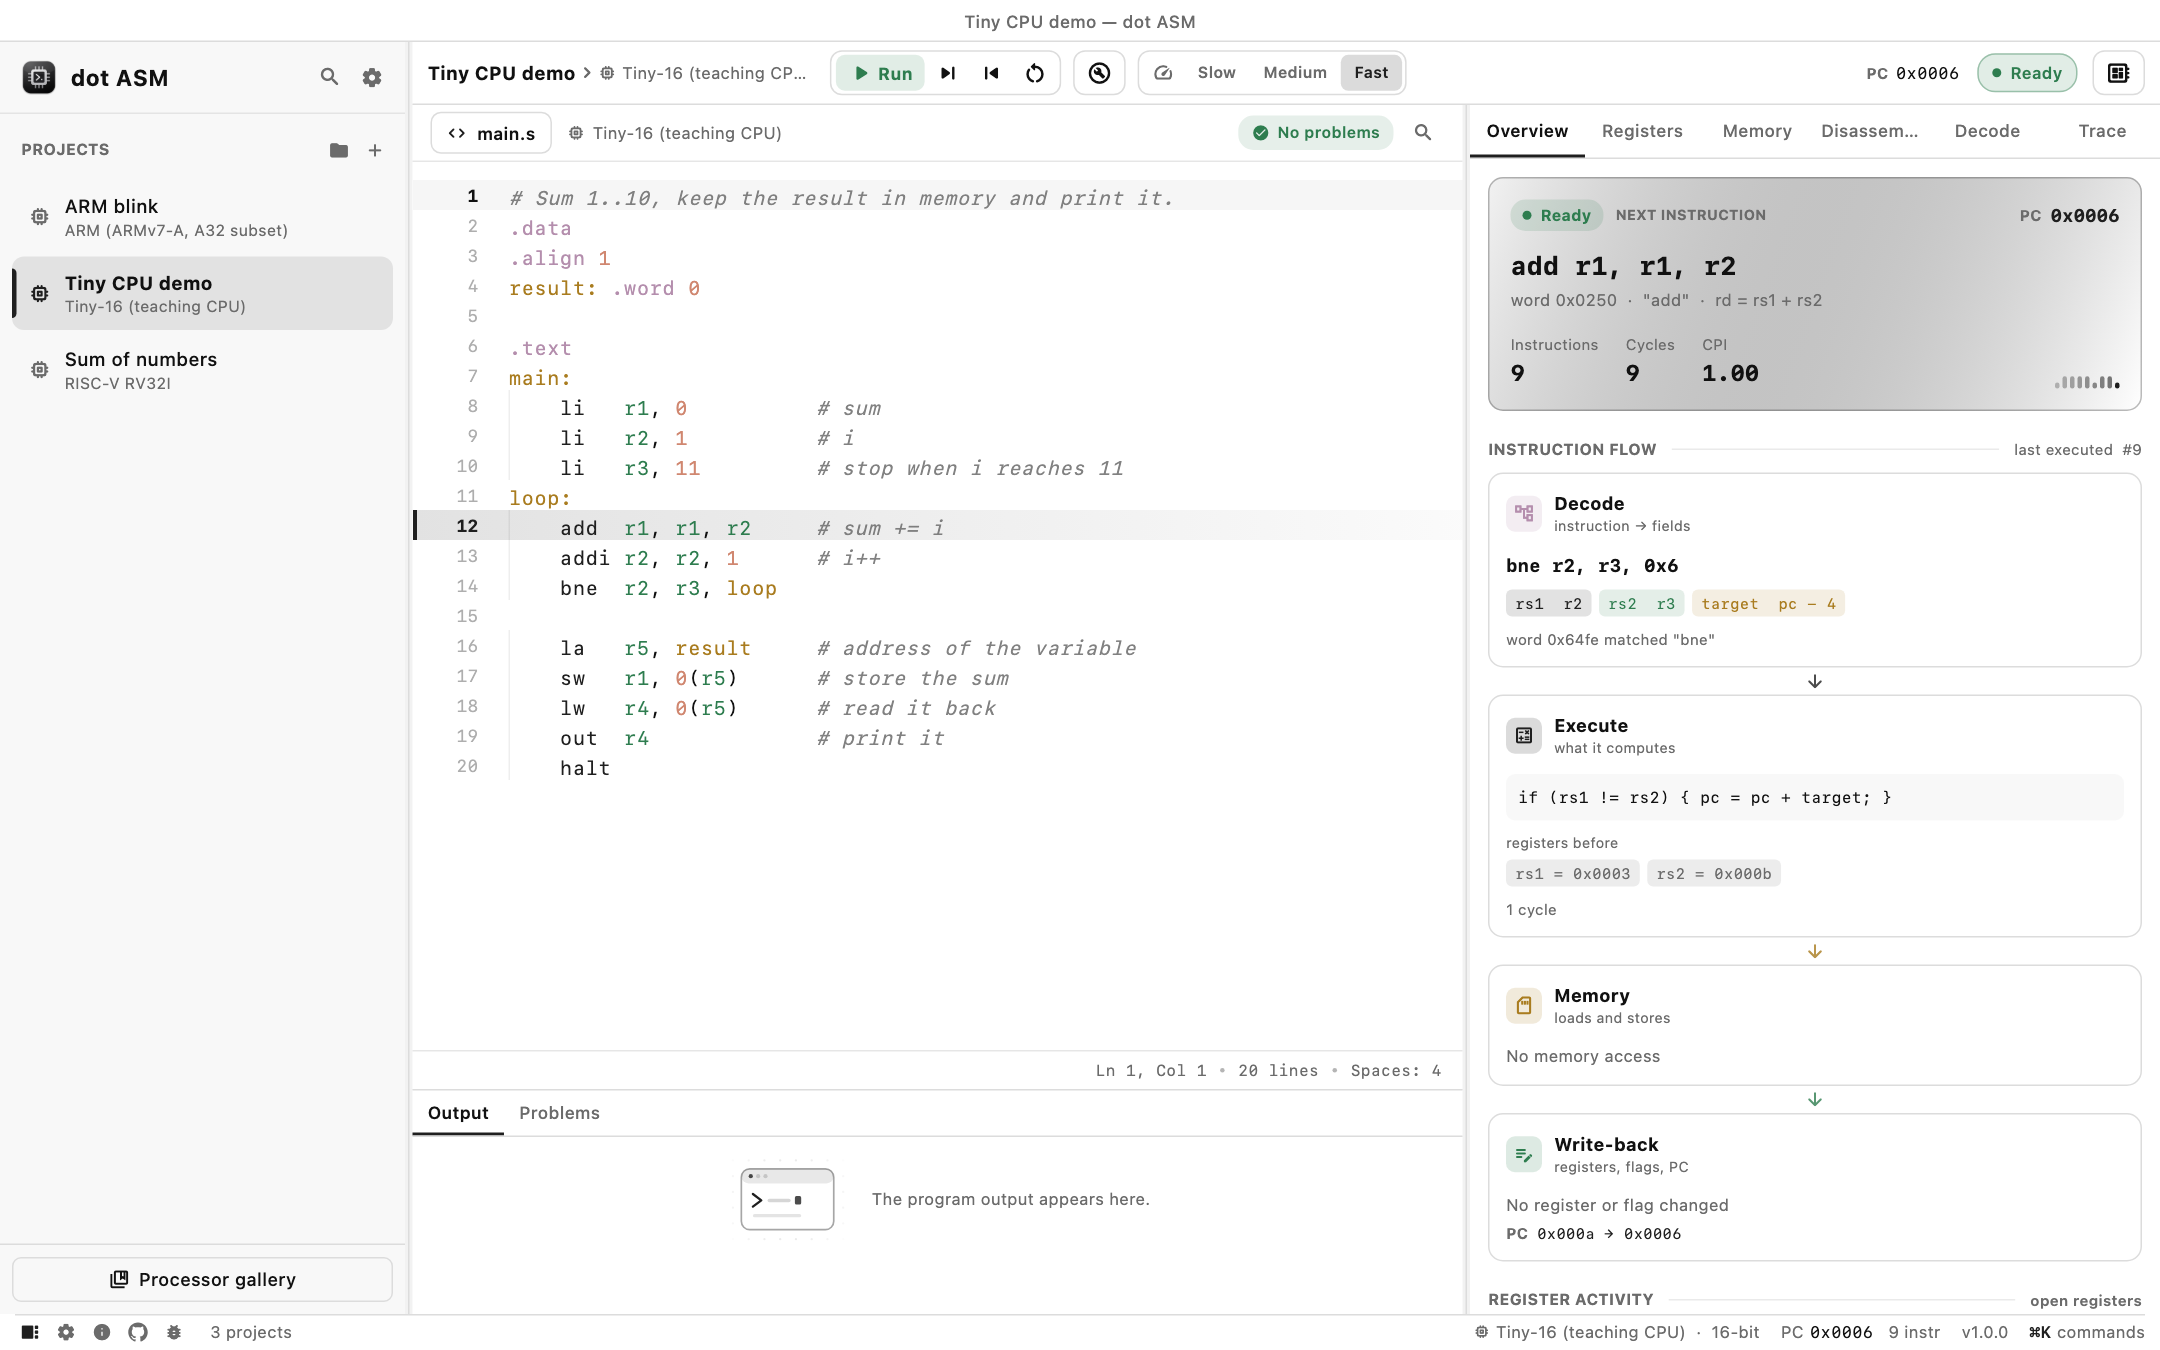 Tiny CPU demo — dot ASM
dot ASM
PROJECTS
ARM blink
ARM (ARMv7-A, A32 subset)
Tiny CPU demo
Tiny-16 (teaching CPU)
Sum of numbers
RISC-V RV32I
Processor gallery
3 projects
Tiny CPU demo > Tiny-16 (teaching CP...
Run
Slow Medium Fast
PC 0x0006
Ready
main.s
Tiny-16 (teaching CPU)
No problems
1 # Sum 1..10, keep the result in memory and print it.
2 .data
3 .align 1
4 result: .word 0
5
6 .text
7 main:
8 li r1, 0 # sum
9 li r2, 1 # i
10 li r3, 11 # stop when i reaches 11
11 loop:
12 add r1, r1, r2 # sum += i
13 addi r2, r2, 1 # i++
14 bne r2, r3, loop
15
16 la r5, result # address of the variable
17 sw r1, 0(r5) # store the sum
18 lw r4, 0(r5) # read it back
19 out r4 # print it
20 halt
Ln 1, Col 1 • 20 lines • Spaces: 4
Output Problems
The program output appears here.
Overview Registers Memory Disassem... Decode Trace
Ready NEXT INSTRUCTION PC 0x0006
add r1, r1, r2
word 0x0250 · "add" · rd = rs1 + rs2
Instructions Cycles CPI
9 9 1.00
INSTRUCTION FLOW last executed #9
Decode
instruction → fields
bne r2, r3, 0x6
rs1 r2 rs2 r3 target pc − 4
word 0x64fe matched "bne"
Execute
what it computes
if (rs1 != rs2) { pc = pc + target; }
registers before
rs1 = 0x0003 rs2 = 0x000b
1 cycle
Memory
loads and stores
No memory access
Write-back
registers, flags, PC
No register or flag changed
PC 0x000a → 0x0006
REGISTER ACTIVITY open registers
Tiny-16 (teaching CPU) · 16-bit PC 0x0006 9 instr v1.0.0 ⌘K commands